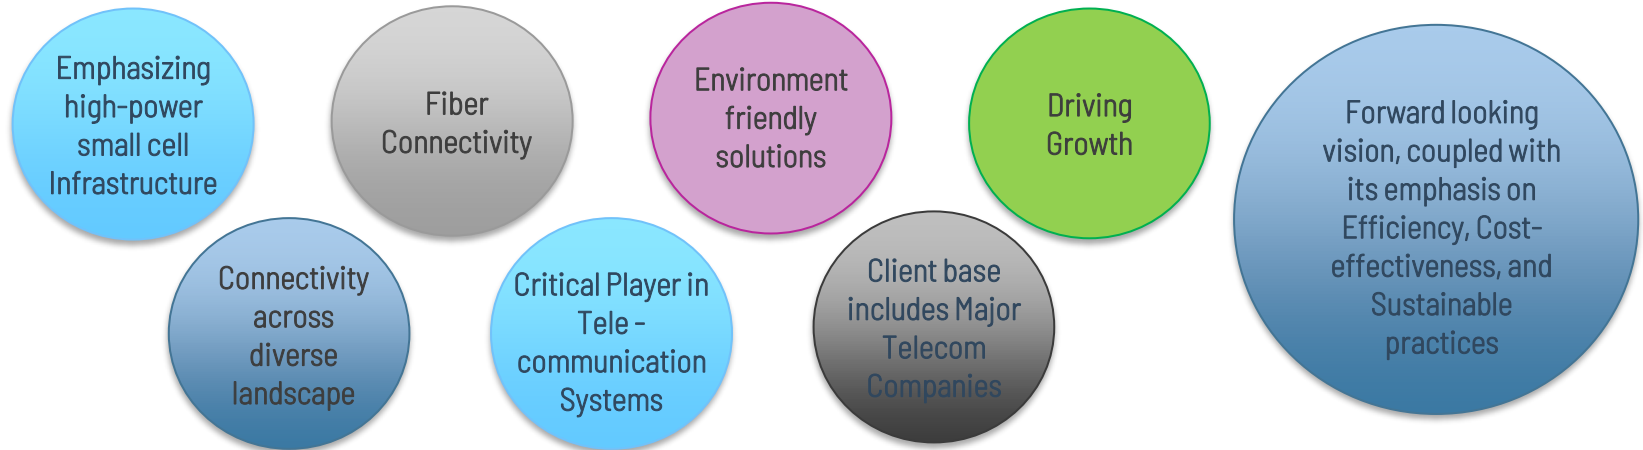 Emphasizing
high-power
small cell
Infrastructure
Fiber
Connectivity
Environment
friendly
solutions
Driving
Growth
Forward looking
vision, coupled with
its emphasis on
Efficiency, Cost-
effectiveness, and
Sustainable
practices
Connectivity
across
diverse
landscape
Critical Player in
Tele -
communication
Systems
Client base
includes Major
Telecom
Companies